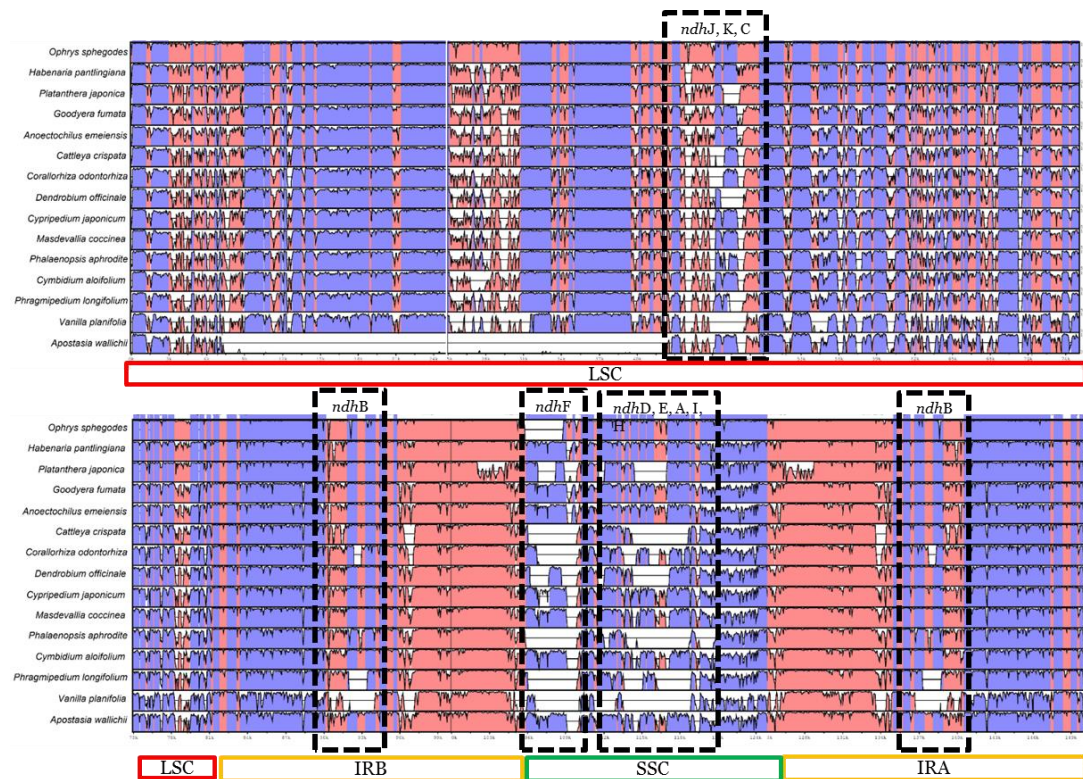 ndhJ, K, C
Ophrys sphegodes
Habenaria pantlingiana
Platanthera japonica
Goodyera fumata
Anoectochilus emeiensis
Cattleya crispata
Corallorhiza odontorhiza
Dendrobium officinale
Cypripedium japonicum
Masdevallia coccinea
Phalaenopsis aphrodite
Cymbidium aloifolium
Phragmipedium longifolium
Vanilla planifolia
Apostasia wallichii
LSC
ndhB
ndhF
ndhD, E, A, I,
H
ndhB
Ophrys sphegodes
Habenaria pantlingiana
Platanthera japonica
Goodyera fumata
Anoectochilus emeiensis
Cattleya crispata
Corallorhiza odontorhiza
Dendrobium officinale
Cypripedium japonicum
Masdevallia coccinea
Phalaenopsis aphrodite
Cymbidium aloifolium
Phragmipedium longifolium
Vanilla planifolia
Apostasia wallichii
LSC
IRB
SSC
IRA